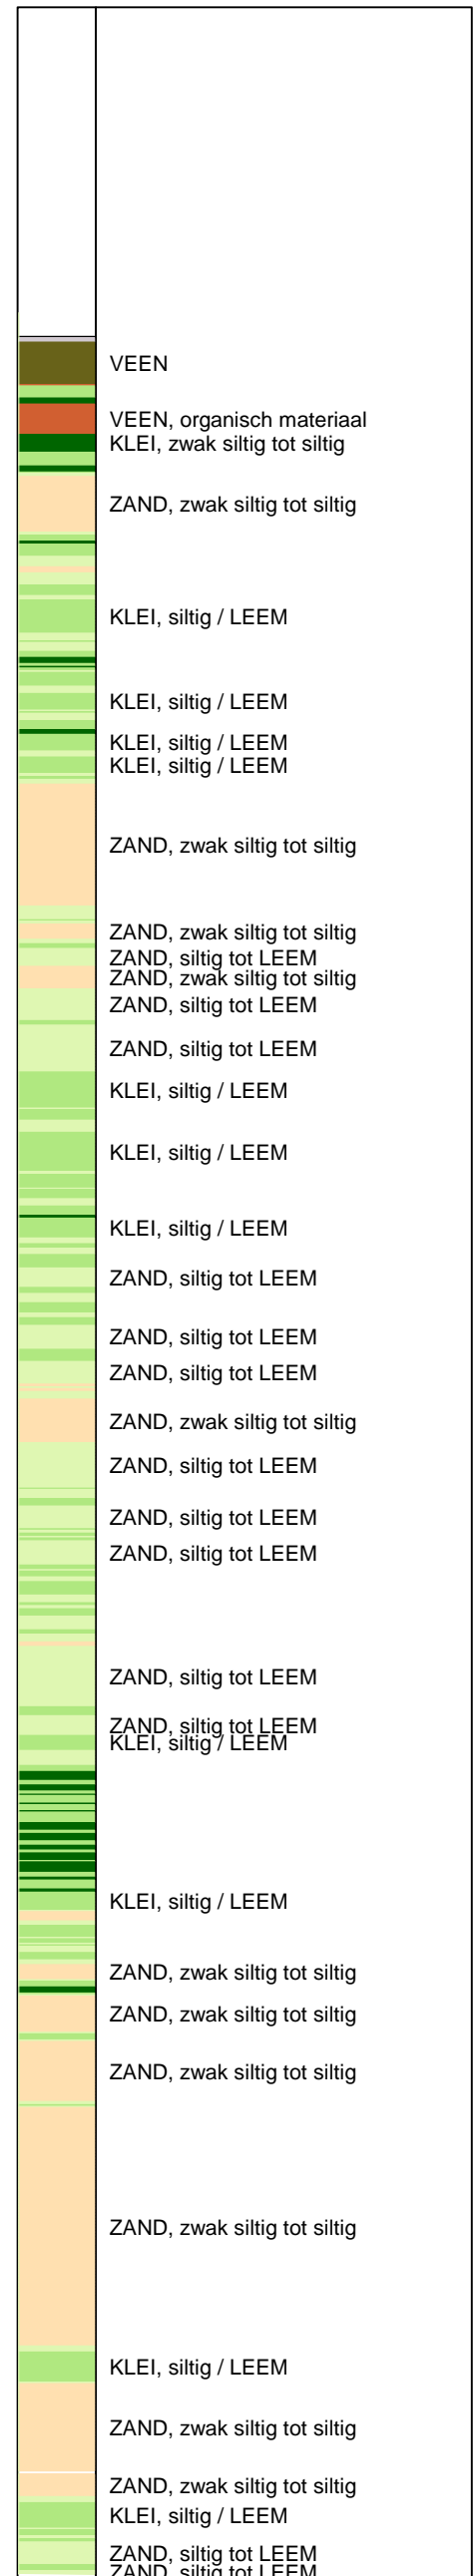 VEEN
VEEN, organisch materiaal
KLEI, zwak siltig tot siltig
ZAND, zwak siltig tot siltig
KLEI, siltig / LEEM
KLEI, siltig / LEEM
KLEI, siltig / LEEM
KLEI, siltig / LEEM
ZAND, zwak siltig tot siltig
ZAND, zwak siltig tot siltig
ZAND, siltig tot LEEM
ZAND, zwak siltig tot siltig
ZAND, siltig tot LEEM
ZAND, siltig tot LEEM
KLEI, siltig / LEEM
KLEI, siltig / LEEM
KLEI, siltig / LEEM
ZAND, siltig tot LEEM
ZAND, siltig tot LEEM
ZAND, siltig tot LEEM
ZAND, zwak siltig tot siltig
ZAND, siltig tot LEEM
ZAND, siltig tot LEEM
ZAND, siltig tot LEEM
ZAND, siltig tot LEEM
ZAND, siltig tot LEEM
KLEI, siltig / LEEM
KLEI, siltig / LEEM
ZAND, zwak siltig tot siltig
ZAND, zwak siltig tot siltig
ZAND, zwak siltig tot siltig
ZAND, zwak siltig tot siltig
KLEI, siltig / LEEM
ZAND, zwak siltig tot siltig
ZAND, zwak siltig tot siltig
KLEI, siltig / LEEM
ZAND, siltig tot LEEM
ZAND, siltig tot LEEM